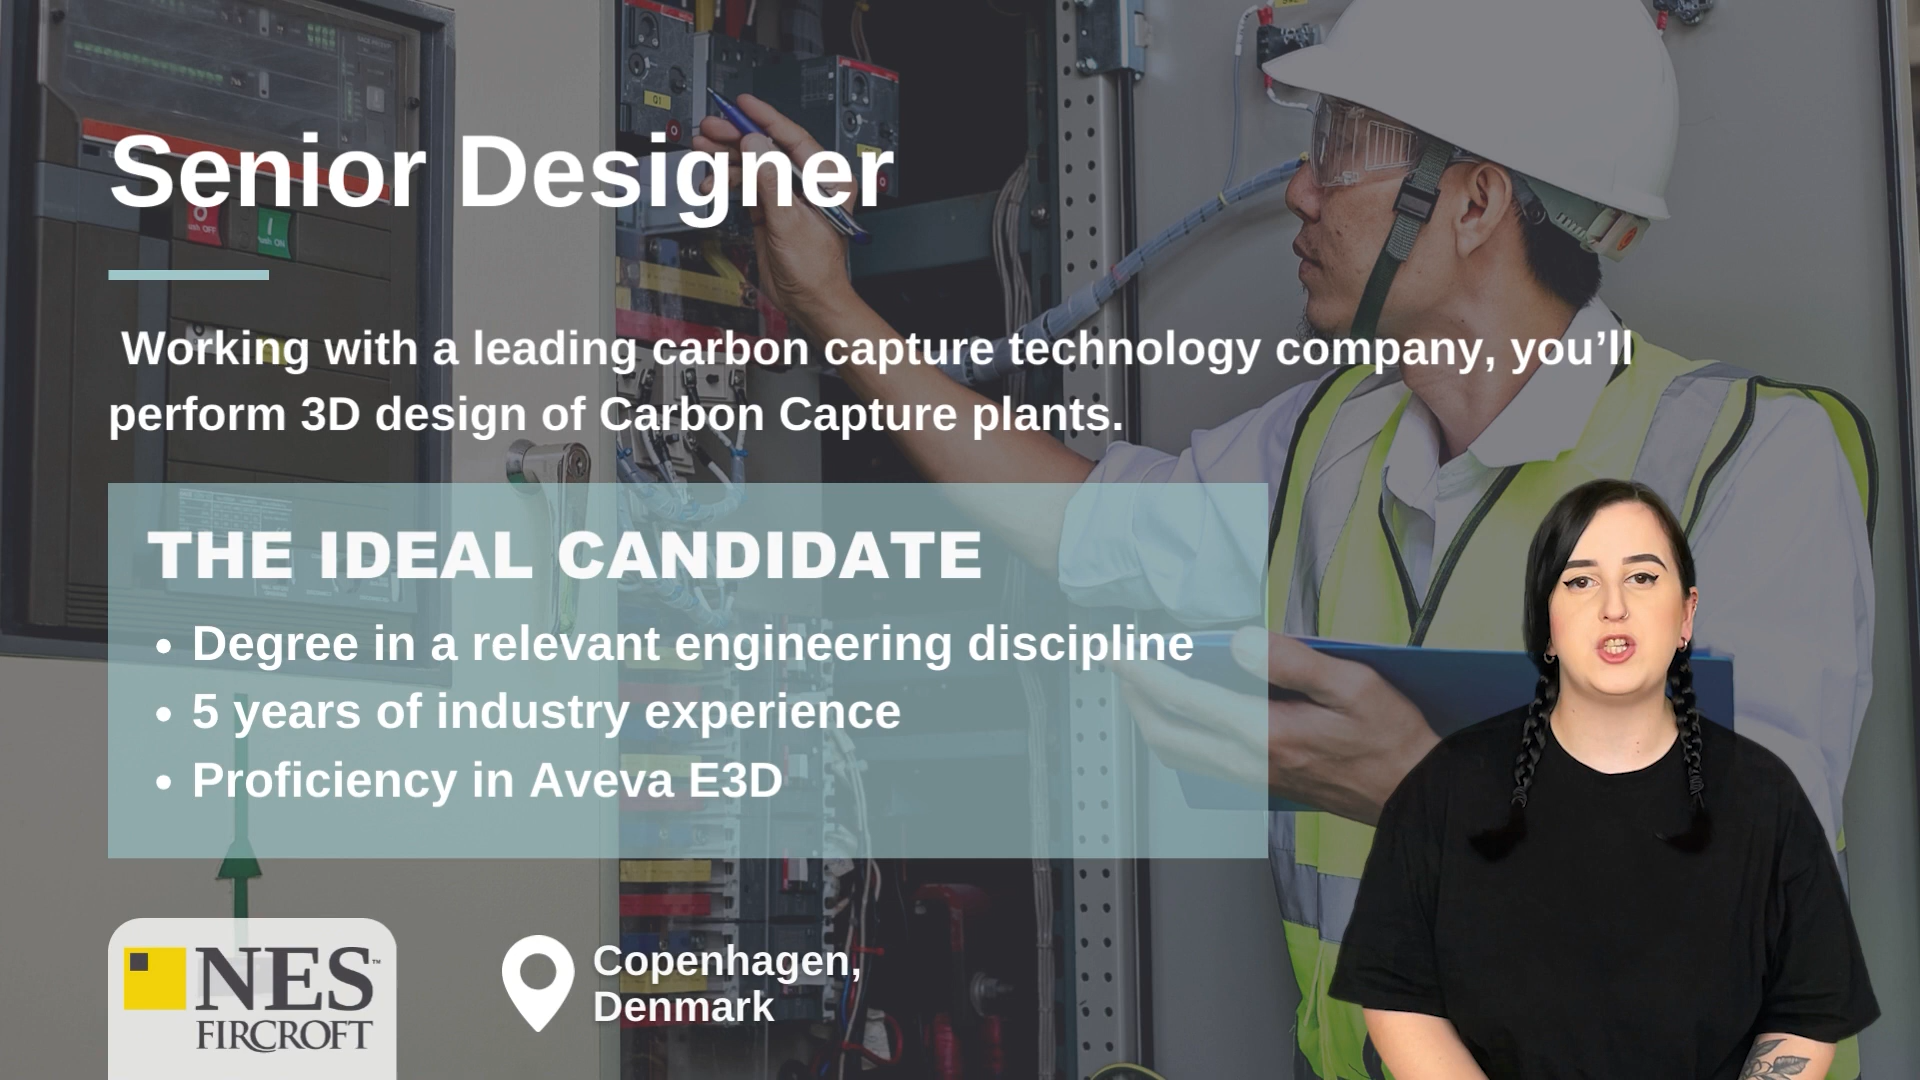 Senior Designer
Working with a leading carbon capture technology company, you’ll
perform 3D design of Carbon Capture plants.
THE IDEAL CANDIDATE
• Degree in a relevant engineering discipline
• 5 years of industry experience
• Proficiency in Aveva E3D
NES™
FIRCROFT
Copenhagen,
Denmark